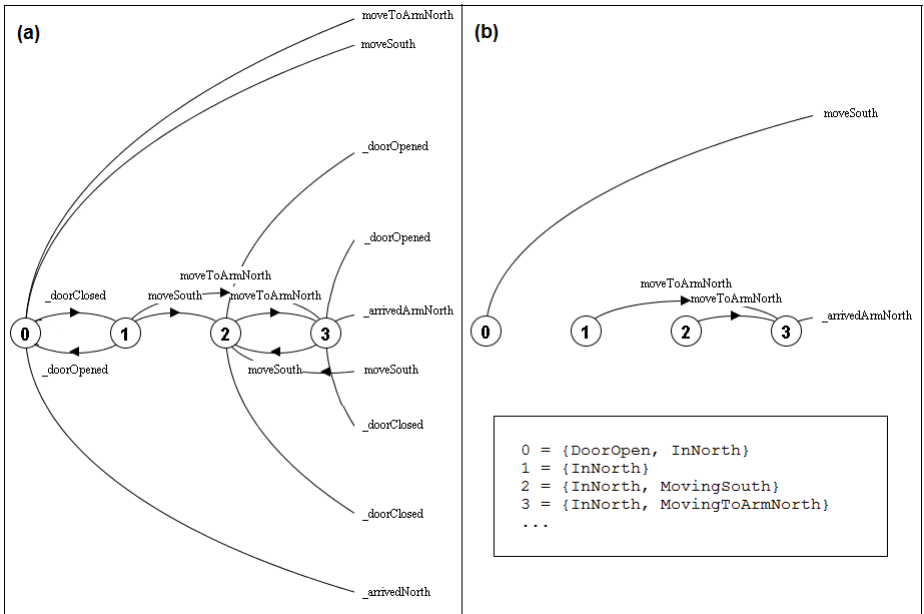 (a)
moveToArmNorth
moveSouth
_doorOpened
_doorOpened
moveToArmNorth
_doorClosed
moveSouth
moveToArmNorth
_arrivedArmNorth
0
1
2
3
_doorOpened
moveSouth
moveSouth
_doorClosed
_doorClosed
_arrivedNorth
(b)
moveSouth
moveToArmNorth
moveToArmNorth
_arrivedArmNorth
0
1
2
3
0 = {DoorOpen, InNorth}
1 = {InNorth}
2 = {InNorth, MovingSouth}
3 = {InNorth, MovingToArmNorth}
...